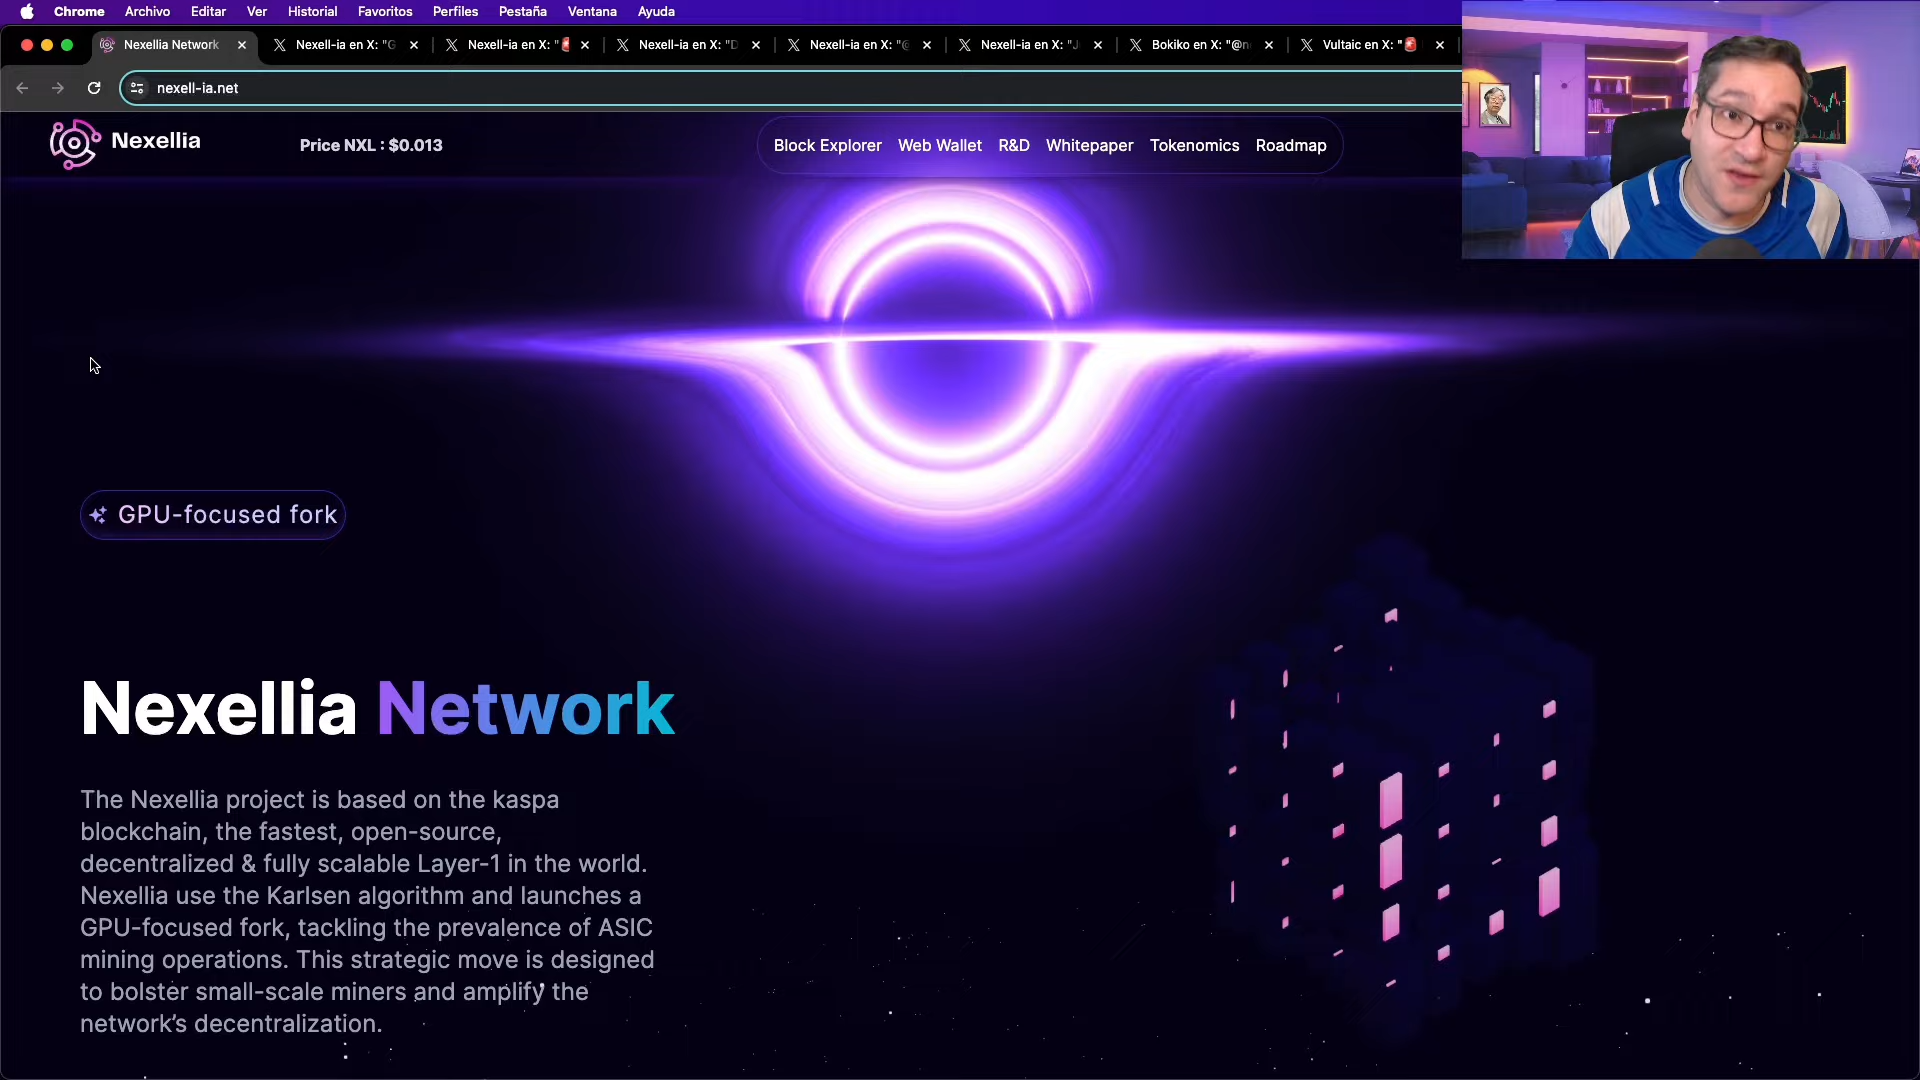 Chrome Archivo Editar Ver Historial Favoritos Perfiles Pestaña Ventana Ayuda
Nexellia Network Nexell-ia en X: "G Nexell-ia en X: "🚨 Nexell-ia en X: "D Nexell-ia en X: "@ Nexell-ia en X: "J Bokiko en X: "@n Vultaic en X: "🚨
nexell-ia.net
Nexellia
Price NXL : $0.013
Block Explorer Web Wallet R&D Whitepaper Tokenomics Roadmap
GPU-focused fork
Nexellia Network
The Nexellia project is based on the kaspa
blockchain, the fastest, open-source,
decentralized & fully scalable Layer-1 in the world.
Nexellia use the Karlsen algorithm and launches a
GPU-focused fork, tackling the prevalence of ASIC
mining operations. This strategic move is designed
to bolster small-scale miners and amplify the
network’s decentralization.